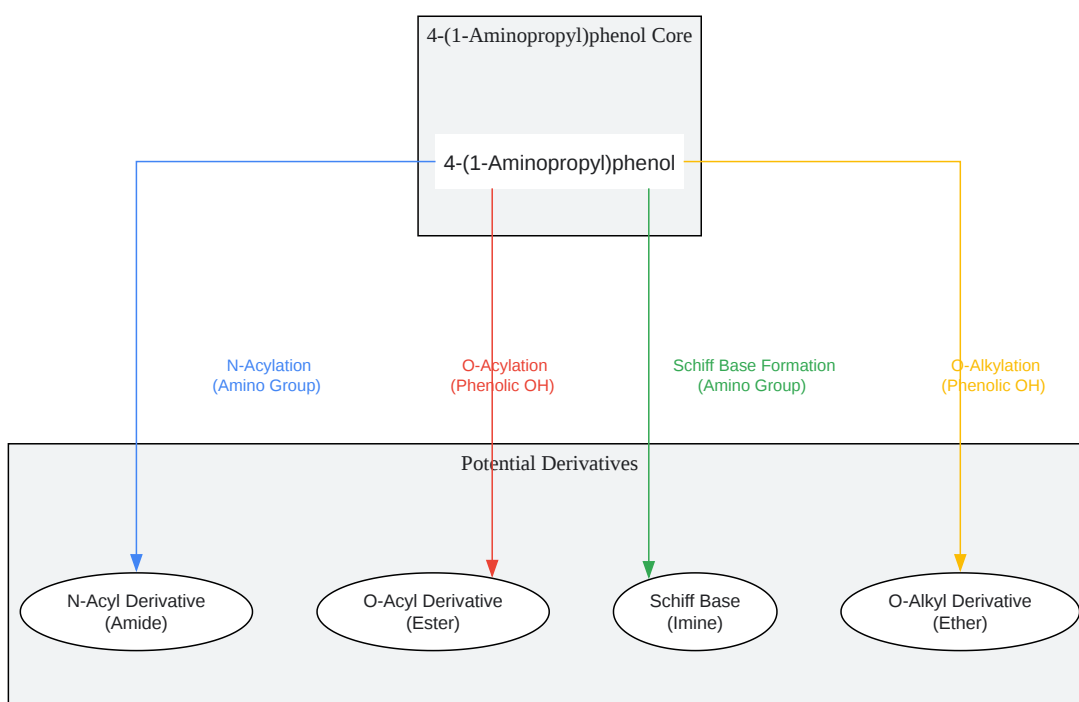 4-(1-Aminopropyl)phenol Core
4-(1-Aminopropyl)phenol
N-Acylation
(Amino Group)
O-Acylation
(Phenolic OH)
Schiff Base Formation
(Amino Group)
O-Alkylation
(Phenolic OH)
Potential Derivatives
N-Acyl Derivative
(Amide)
O-Acyl Derivative
(Ester)
Schiff Base
(Imine)
O-Alkyl Derivative
(Ether)